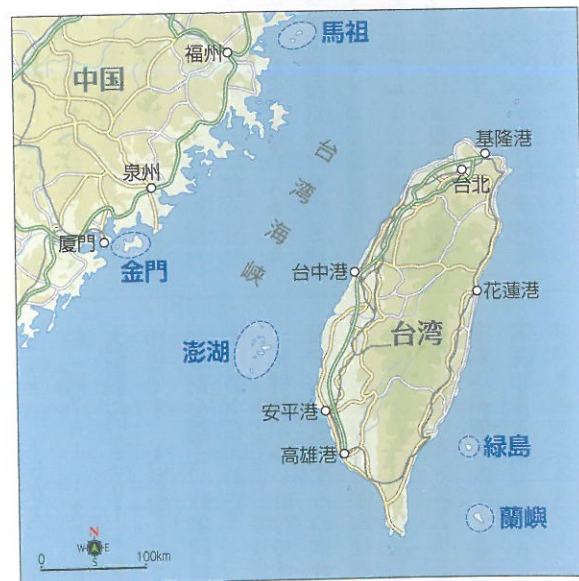 馬祖
福州
中国
基隆港
台北
台湾海峡
泉州
厦門
金門
台中港
花蓮港
澎湖
台湾
安平港
高雄港
緑島
蘭嶼
N
W E
S
0 100km